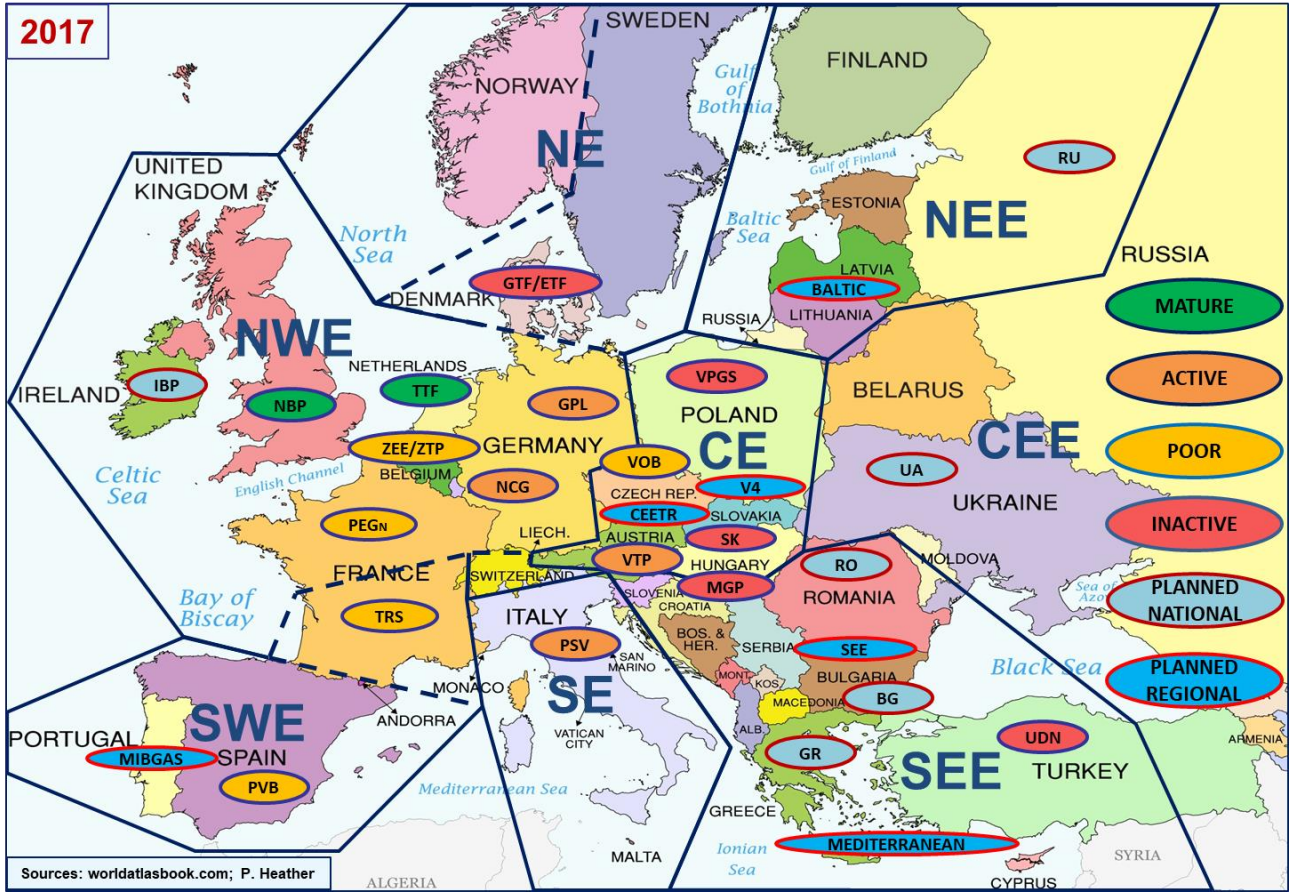 2017
SWEDEN
FINLAND
NORWAY
Gulf
of
Bothnia
NE
RU
UNITED
KINGDOM
Gulf of Finland
ESTONIA
NEE
North
Sea
Baltic
Sea
RUSSIA
LATVIA
GTF/ETF
BALTIC
DENMARK
MATURE
LITHUANIA
RUSSIA
NWE
NETHERLANDS
IBP
IRELAND
TTF
VPGS
BELARUS
ACTIVE
NBP
GPL
POLAND
GERMANY
CE
CEE
ZEE/ZTP
VOB
POOR
BELGIUM
UA
Celtic
Sea
English Channel
NCG
V4
CZECH REP.
UKRAINE
CEETR
SLOVAKIA
PEGN
INACTIVE
LIECH.
AUSTRIA
SK
VTP
MOLDOVA
FRANCE
SWITZERLAND
HUNGARY
RO
MGP
Sea of
Azov
PLANNED
NATIONAL
SLOVENIA
ROMANIA
Bay of
Biscay
CROATIA
TRS
ITALY
BOS. &
HER.
SERBIA
PSV
SEE
SAN
MARINO
Black Sea
PLANNED
REGIONAL
MONT.
KOS.
BULGARIA
MONACO
SE
BG
MACEDONIA
ANDORRA
SWE
ALB.
VATICAN
CITY
PORTUGAL
UDN
ARMENIA
SPAIN
MIBGAS
GR
SEE
TURKEY
PVB
Mediterranean Sea
GREECE
MEDITERRANEAN
Ionian
Sea
MALTA
SYRIA
Sources: worldatlasbook.com; P. Heather
ALGERIA
CYPRUS